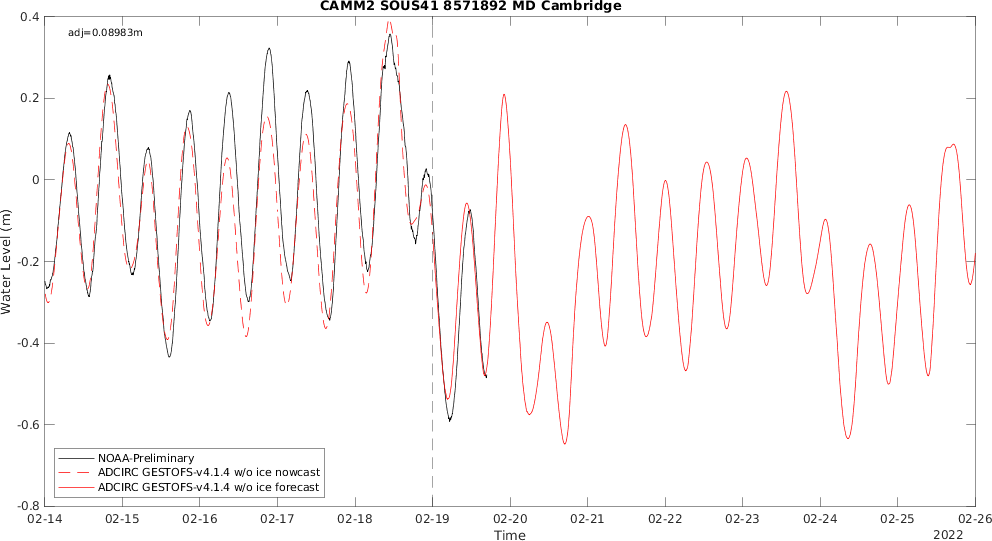 CAMM2 SOUS41 8571892 MD Cambridge
adj=0.08983m
0.4
0.2
0
-0.2
-0.4
-0.6
-0.8
Water Level (m)
NOAA-Preliminary
ADCIRC GESTOFS-v4.1.4 w/o ice nowcast
ADCIRC GESTOFS-v4.1.4 w/o ice forecast
02-14 02-15 02-16 02-17 02-18 02-19 02-20 02-21 02-22 02-23 02-24 02-25 02-26
Time
2022